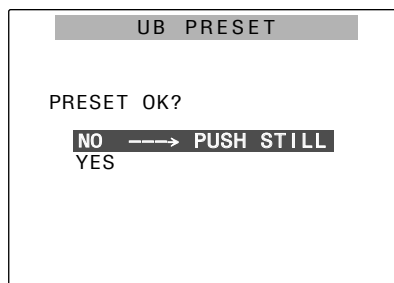 UB PRESET
PRESET OK?
NO ---→ PUSH STILL
YES